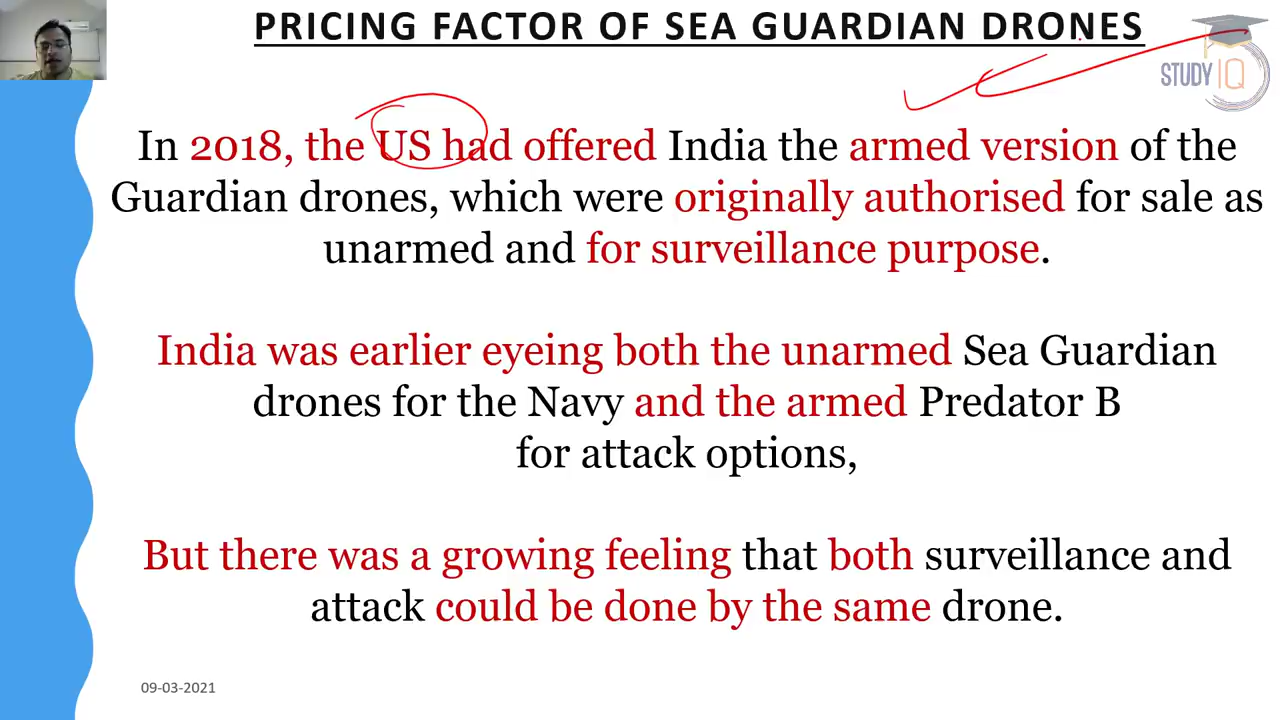 PRICING FACTOR OF SEA GUARDIAN DRONES
STUDY IQ
In 2018, the US had offered India the armed version of the
Guardian drones, which were originally authorised for sale as
unarmed and for surveillance purpose.
India was earlier eyeing both the unarmed Sea Guardian
drones for the Navy and the armed Predator B
for attack options,
But there was a growing feeling that both surveillance and
attack could be done by the same drone.
09-03-2021